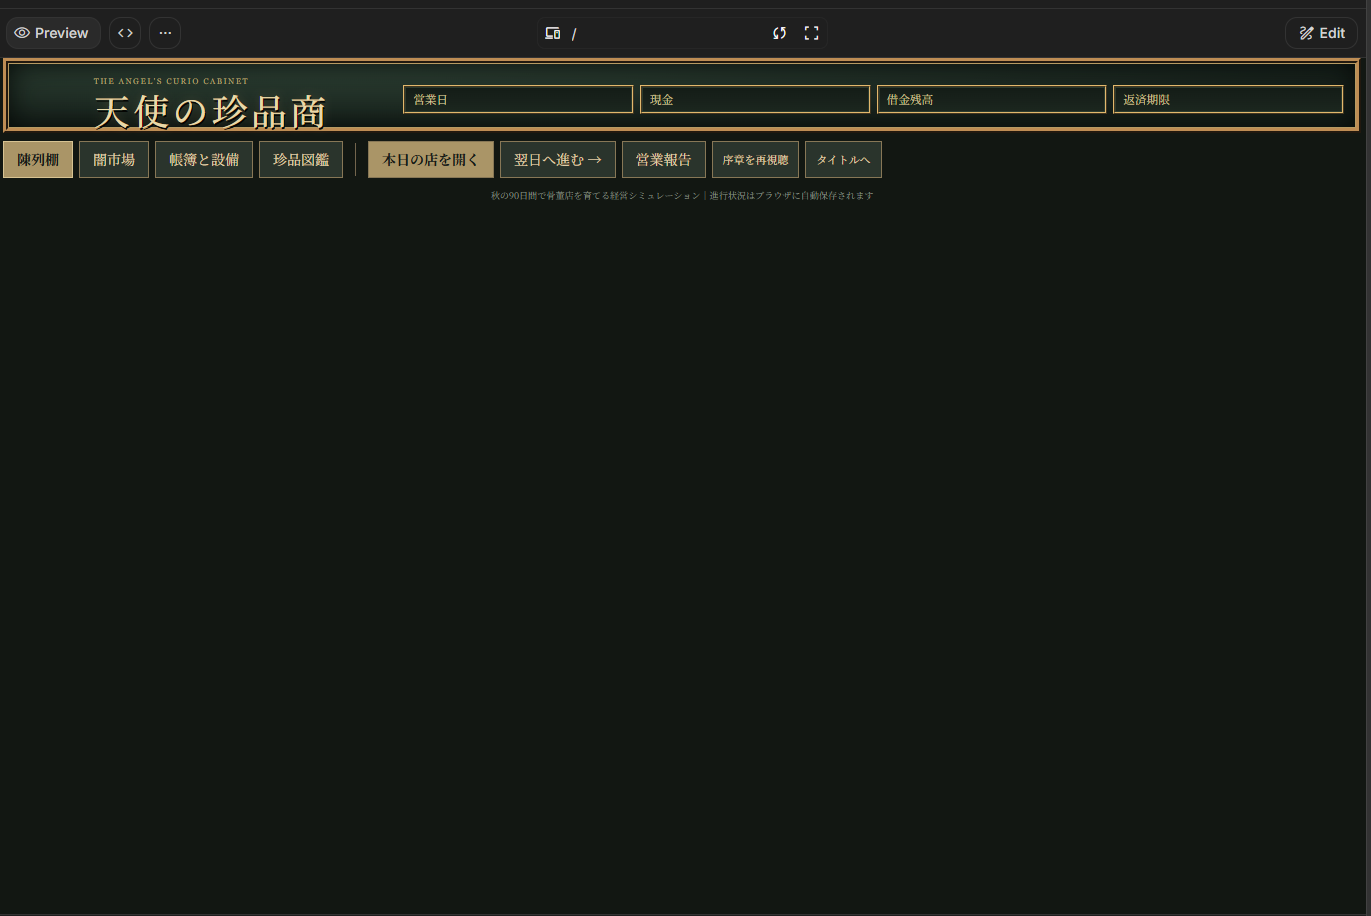 Preview
<>
...
/
Edit
THE ANGEL'S CURIO CABINET
天使の珍品商
営業日
現金
借金残高
返済期限
陳列棚
闇市場
帳簿と設備
珍品図鑑
本日の店を開く
翌日へ進む →
営業報告
序章を再視聴
タイトルへ
秋の90日間で骨董店を育てる経営シミュレーション｜進行状況はブラウザに自動保存されます